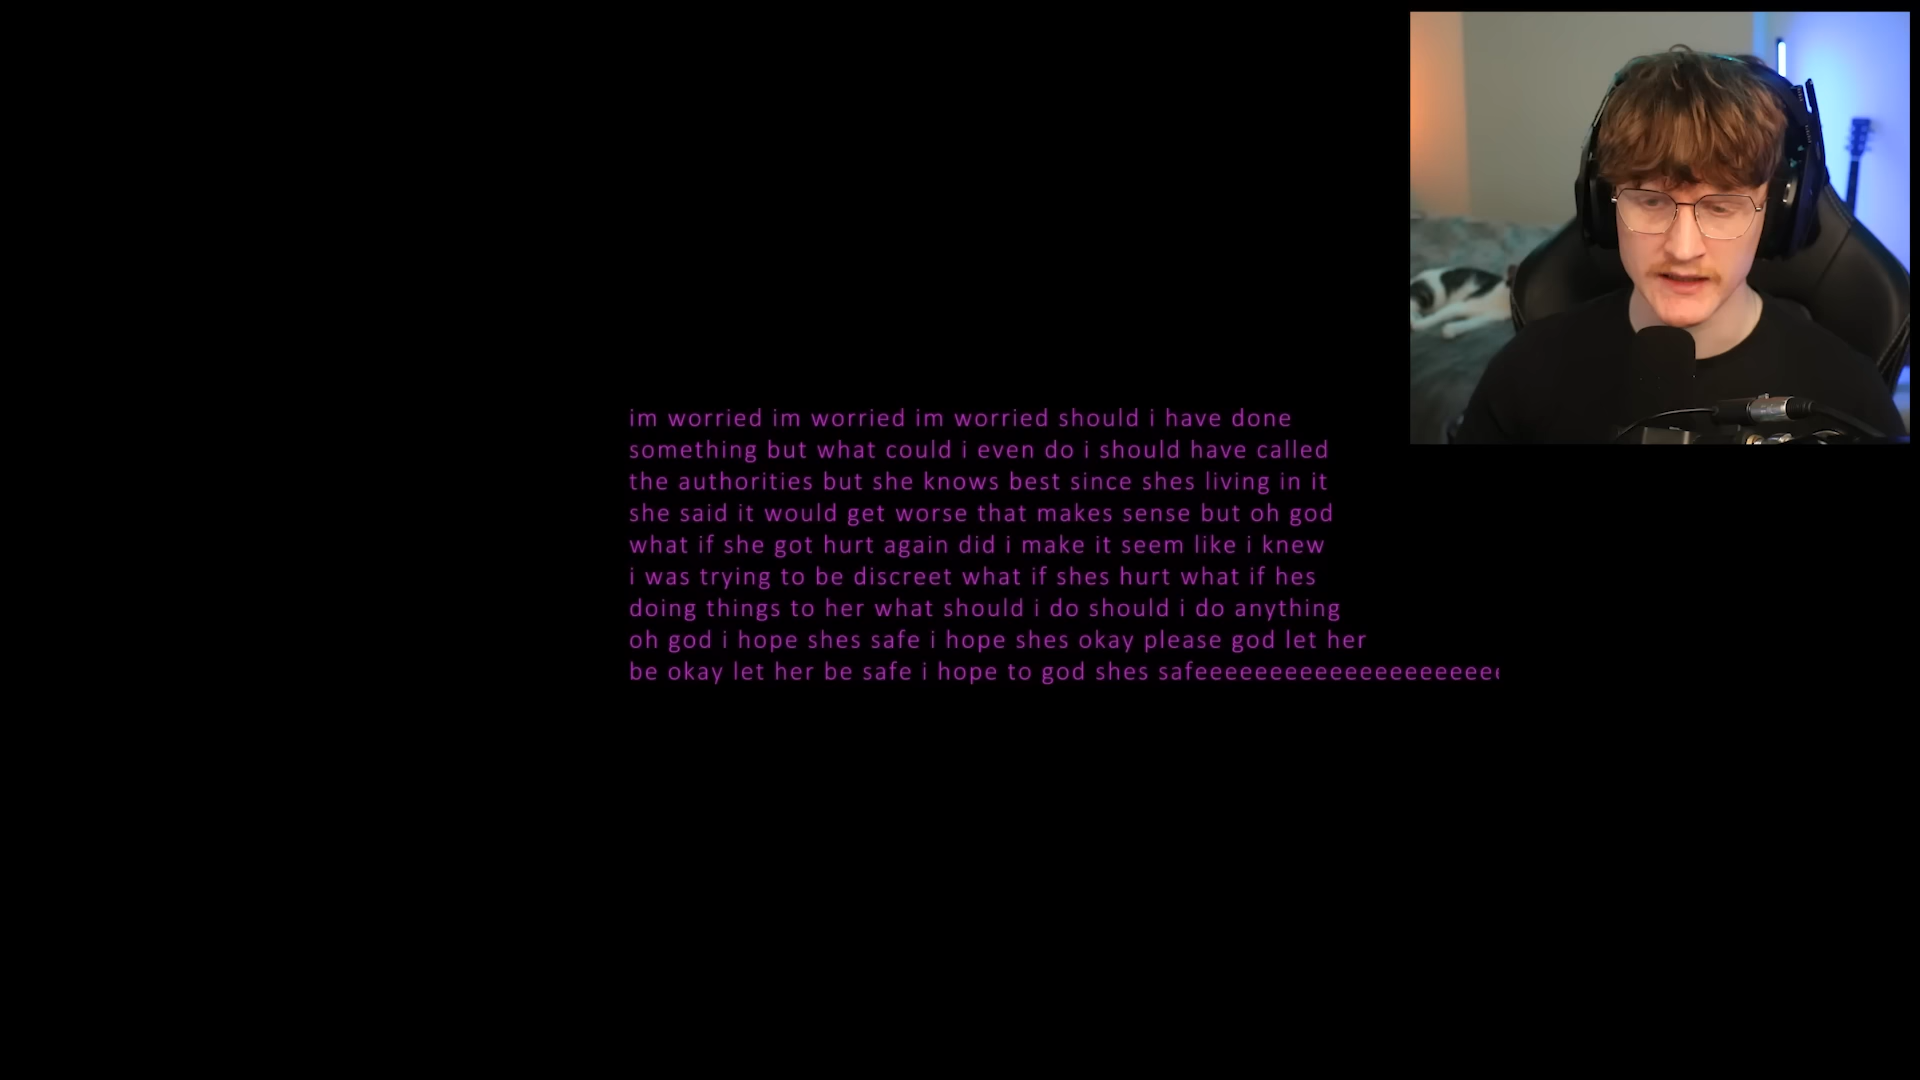 im worried im worried im worried should i have done
something but what could i even do i should have called
the authorities but she knows best since shes living in it
she said it would get worse that makes sense but oh god
what if she got hurt again did i make it seem like i knew
i was trying to be discreet what if shes hurt what if hes
doing things to her what should i do should i do anything
oh god i hope shes safe i hope shes okay please god let her
be okay let her be safe i hope to god shes safeeeeeeeeeeeeeeeeeeeee